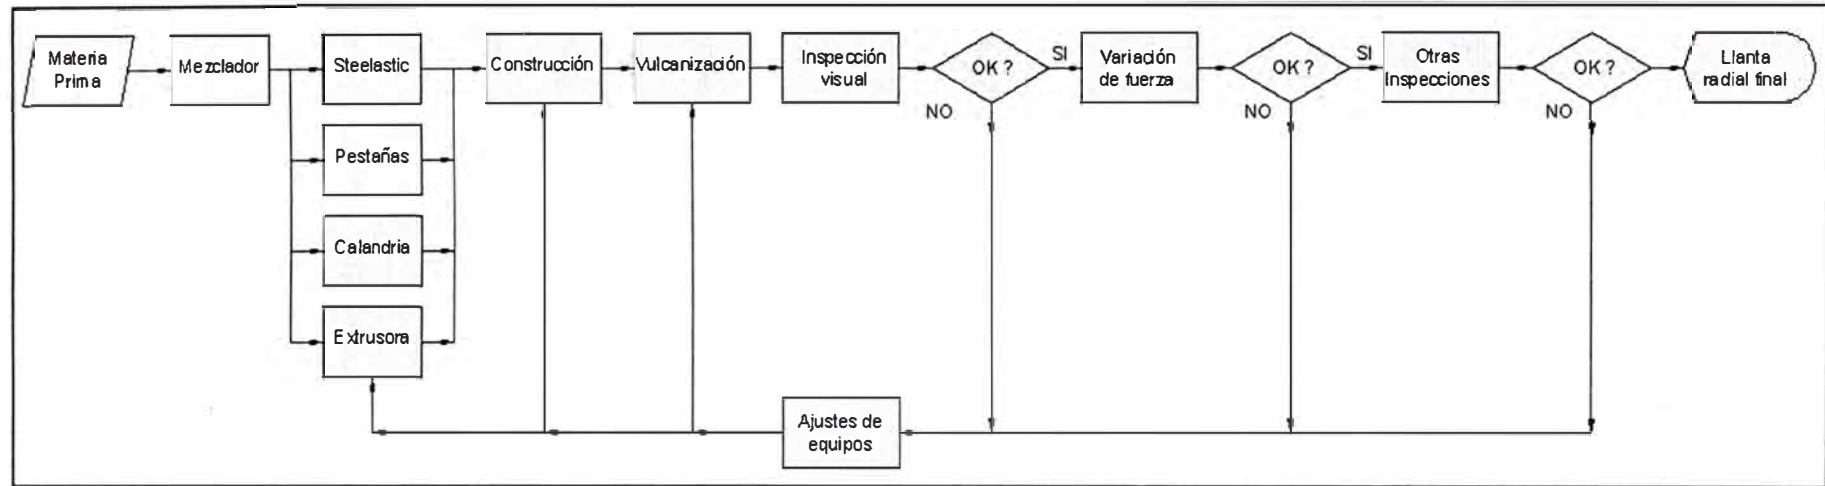 Materia
Prima
Mezclador
Steelastic
Pestañas
Calandria
Extrusora
Construcción
Vulcanización
Inspección
visual
OK ?
SI
NO
Variación
de fuerza
OK ?
SI
NO
Otras
Inspecciones
OK ?
NO
Llanta
radial final
Ajustes de
equipos